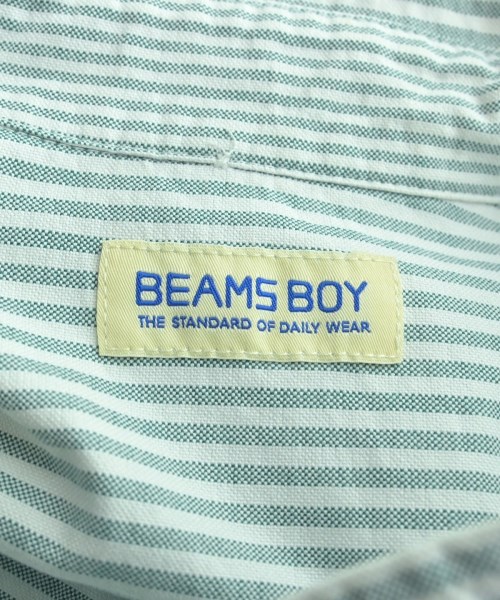 BEAMS BOY
THE STANDARD OF DAILY WEAR